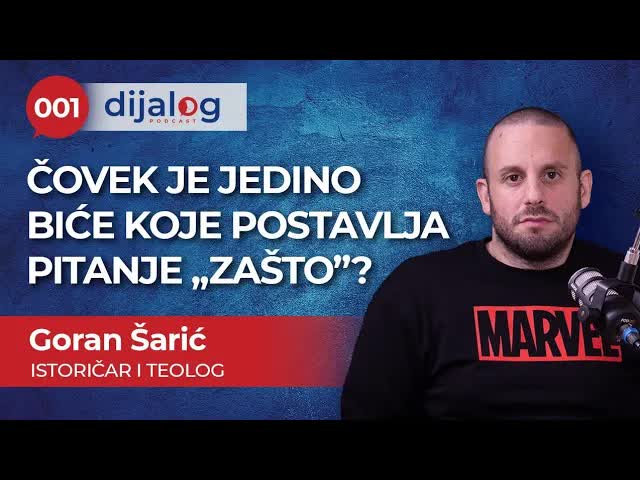 001 dijalog
PODCAST
ČOVEK JE JEDINO
BIĆE KOJE POSTAVLJA
PITANJE „ZAŠTO”?
Goran Šarić
ISTORIČAR I TEOLOG
MARVEL